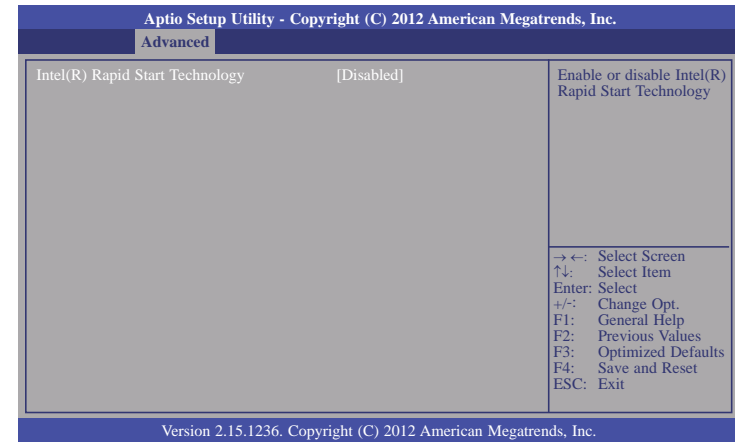 Aptio Setup Utility - Copyright (C) 2012 American Megatrends, Inc.
Advanced
Intel(R) Rapid Start Technology [Disabled]
Enable or disable Intel(R)
Rapid Start Technology
→←: Select Screen
↑↓: Select Item
Enter: Select
+/-: Change Opt.
F1: General Help
F2: Previous Values
F3: Optimized Defaults
F4: Save and Reset
ESC: Exit
Version 2.15.1236. Copyright (C) 2012 American Megatrends, Inc.